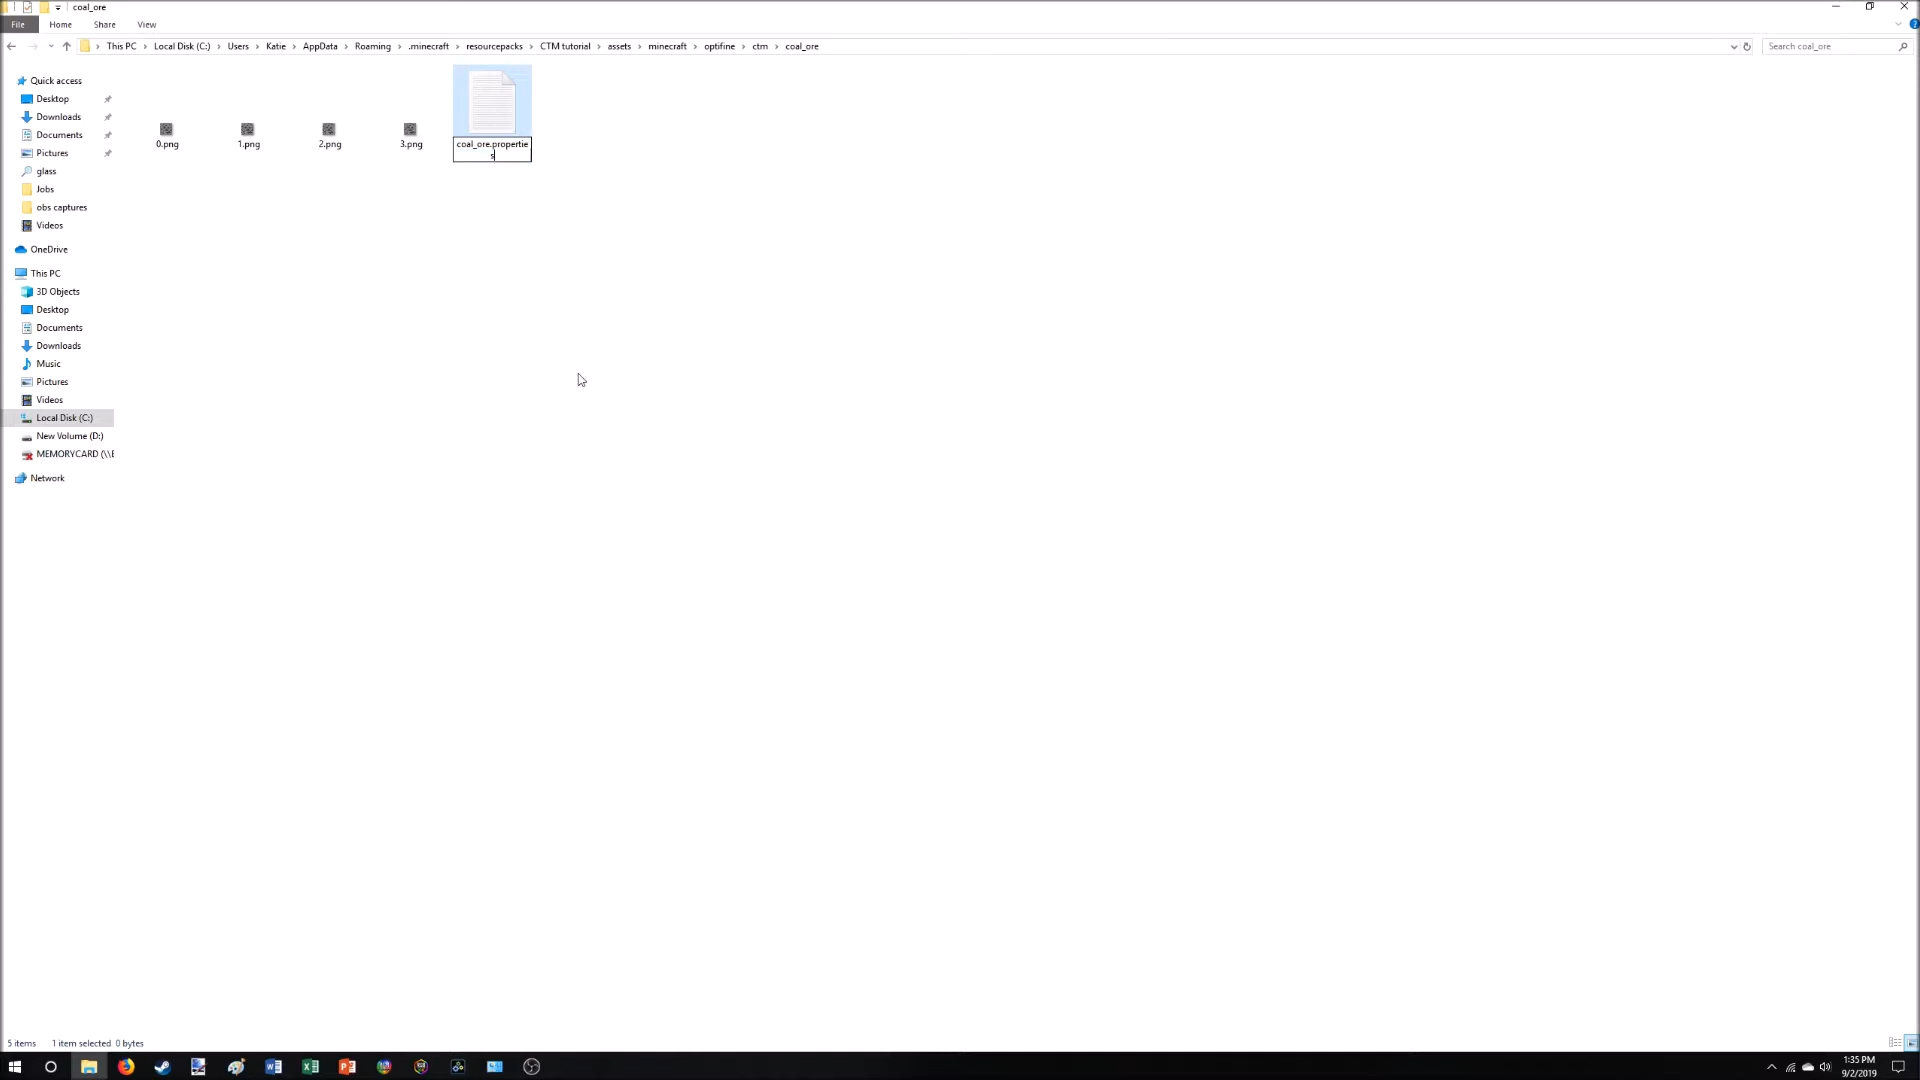 coal_ore
File Home Share View
This PC Local Disk (C:) Users Katie AppData Roaming .minecraft resourcepacks CTM tutorial assets minecraft optifine ctm coal_ore Search coal_ore
Quick access
Desktop
Downloads
Documents
Pictures
glass
Jobs
obs captures
Videos
OneDrive
This PC
3D Objects
Desktop
Documents
Downloads
Music
Pictures
Videos
Local Disk (C:)
New Volume (D:)
MEMORYCARD (\\E
Network
0.png 1.png 2.png 3.png coal_ore.propertie
s
5 items 1 item selected 0 bytes
1:35 PM
9/2/2019